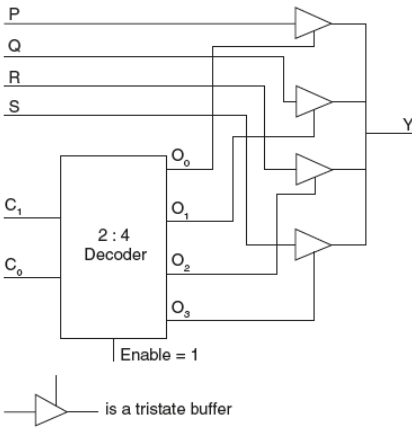 P
Q
R
S
Y
O₀
C₁
O₁
2 : 4
Decoder
C₀
O₂
O₃
Enable = 1
is a tristate buffer